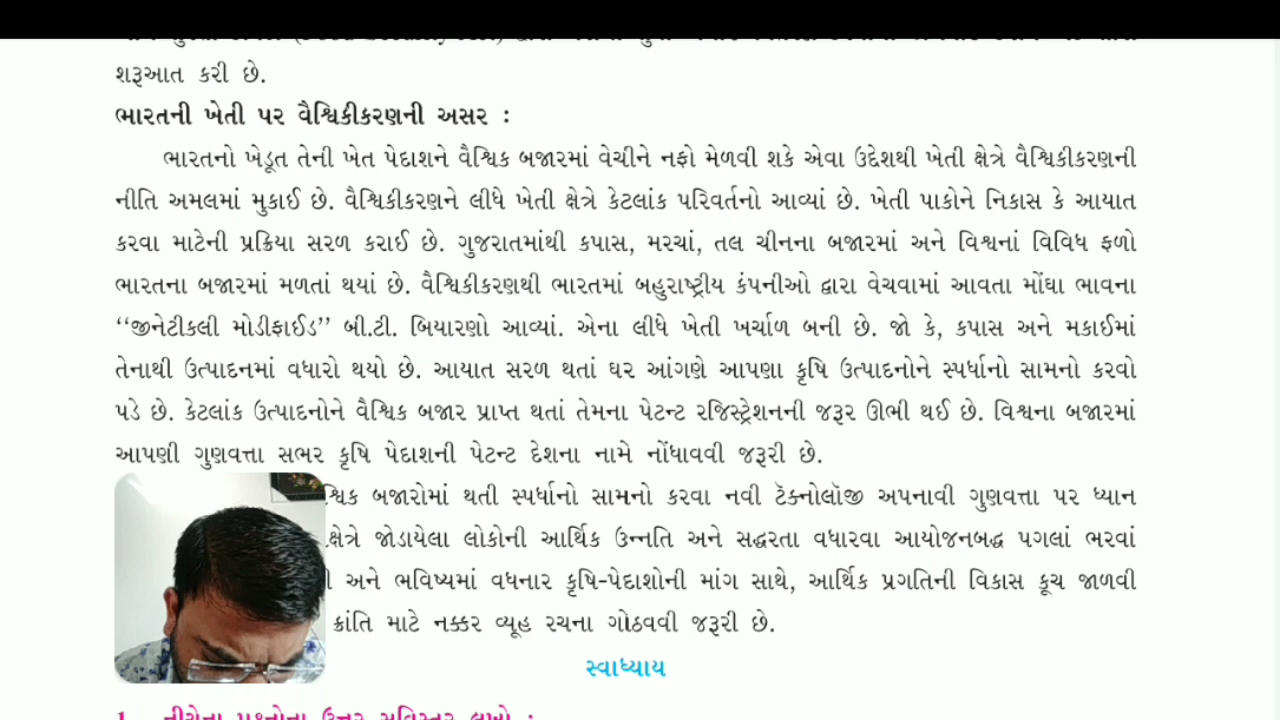 શરૂઆત કરી છે.
ભારતની ખેતી પર વૈશ્વિકીકરણની અસર :
ભારતનો ખેડૂત તેની ખેત પેદાશને વૈશ્વિક બજારમાં વેચીને નફો મેળવી શકે એવા ઉદ્દેશથી ખેતી ક્ષેત્રે વૈશ્વિકીકરણની
નીતિ અમલમાં મુકાઈ છે. વૈશ્વિકીકરણને લીધે ખેતી ક્ષેત્રે કેટલાંક પરિવર્તનો આવ્યાં છે. ખેતી પાકોને નિકાસ કે આયાત
કરવા માટેની પ્રક્રિયા સરળ કરાઈ છે. ગુજરાતમાંથી કપાસ, મરચાં, તલ ચીનના બજારમાં અને વિશ્વનાં વિવિધ ફળો
ભારતના બજારમાં મળતાં થયાં છે. વૈશ્વિકીકરણથી ભારતમાં બહુરાષ્ટ્રીય કંપનીઓ દ્વારા વેચવામાં આવતા મોંઘા ભાવના
“જીનેટીકલી મોડીફાઈડ” બી.ટી. બિયારણો આવ્યાં. એના લીધે ખેતી ખર્ચાળ બની છે. જો કે, કપાસ અને મકાઈમાં
તેનાથી ઉત્પાદનમાં વધારો થયો છે. આયાત સરળ થતાં ઘર આંગણે આપણા કૃષિ ઉત્પાદનોને સ્પર્ધાનો સામનો કરવો
પડે છે. કેટલાંક ઉત્પાદનોને વૈશ્વિક બજાર પ્રાપ્ત થતાં તેમના પેટન્ટ રજિસ્ટ્રેશનની જરૂર ઊભી થઈ છે. વિશ્વના બજારમાં
આપણી ગુણવત્તા સભર કૃષિ પેદાશની પેટન્ટ દેશના નામે નોંધાવવી જરૂરી છે.
બજારોમાં થતી સ્પર્ધાનો સામનો કરવા નવી ટૅક્નોલૉજી અપનાવી ગુણવત્તા પર ધ્યાન
ક્ષેત્રે જોડાયેલા લોકોની આર્થિક ઉન્નતિ અને સદ્ધરતા વધારવા આયોજનબદ્ધ પગલાં ભરવાં
અને ભવિષ્યમાં વધનાર કૃષિ-પેદાશોની માંગ સાથે, આર્થિક પ્રગતિની વિકાસ કૂચ જાળવી
ક્રાંતિ માટે નક્કર વ્યૂહ રચના ગોઠવવી જરૂરી છે.
સ્વાધ્યાય
1. નીચેના પ્રશ્નોના ઉત્તર સવિસ્તર લખો :